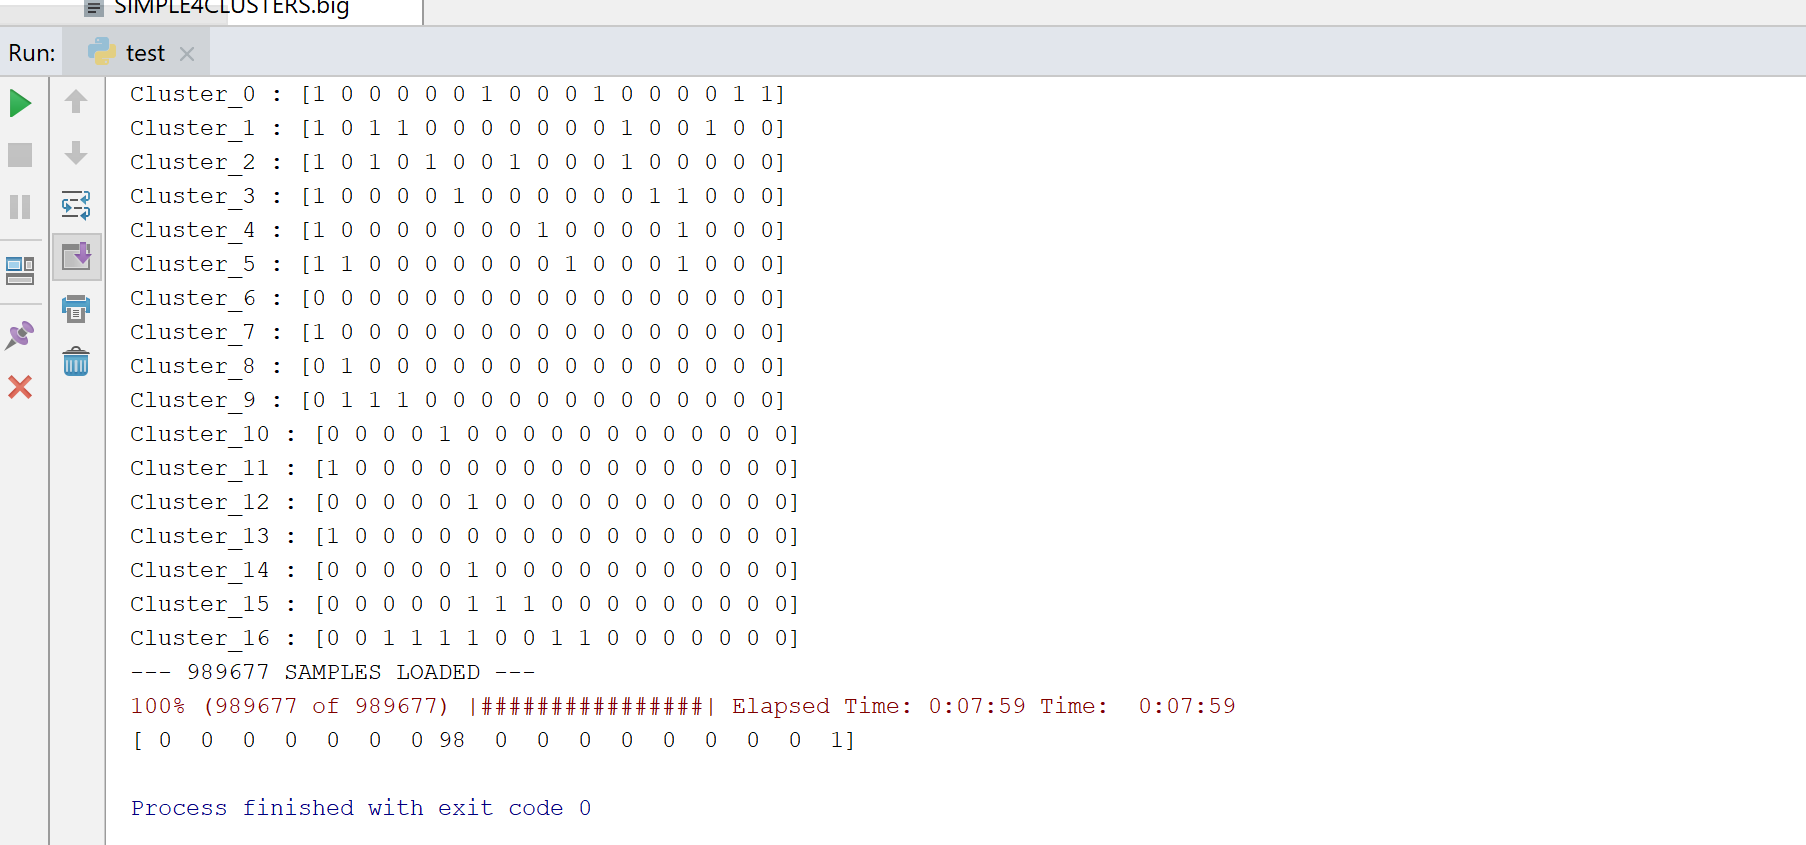 SIMPLE4CLUSTERS.big
Run: test
Cluster_0 : [1 0 0 0 0 0 1 0 0 0 1 0 0 0 0 1 1]
Cluster_1 : [1 0 1 1 0 0 0 0 0 0 0 1 0 0 1 0 0]
Cluster_2 : [1 0 1 0 1 0 0 1 0 0 0 1 0 0 0 0 0]
Cluster_3 : [1 0 0 0 0 1 0 0 0 0 0 0 1 1 0 0 0]
Cluster_4 : [1 0 0 0 0 0 0 0 1 0 0 0 0 1 0 0 0]
Cluster_5 : [1 1 0 0 0 0 0 0 0 1 0 0 0 1 0 0 0]
Cluster_6 : [0 0 0 0 0 0 0 0 0 0 0 0 0 0 0 0 0]
Cluster_7 : [1 0 0 0 0 0 0 0 0 0 0 0 0 0 0 0 0]
Cluster_8 : [0 1 0 0 0 0 0 0 0 0 0 0 0 0 0 0 0]
Cluster_9 : [0 1 1 1 0 0 0 0 0 0 0 0 0 0 0 0 0]
Cluster_10 : [0 0 0 0 1 0 0 0 0 0 0 0 0 0 0 0 0]
Cluster_11 : [1 0 0 0 0 0 0 0 0 0 0 0 0 0 0 0 0]
Cluster_12 : [0 0 0 0 0 1 0 0 0 0 0 0 0 0 0 0 0]
Cluster_13 : [1 0 0 0 0 0 0 0 0 0 0 0 0 0 0 0 0]
Cluster_14 : [0 0 0 0 0 1 0 0 0 0 0 0 0 0 0 0 0]
Cluster_15 : [0 0 0 0 0 1 1 1 0 0 0 0 0 0 0 0 0]
Cluster_16 : [0 0 1 1 1 1 0 0 1 1 0 0 0 0 0 0 0]
--- 989677 SAMPLES LOADED ---
100% (989677 of 989677) |################| Elapsed Time: 0:07:59 Time:  0:07:59
[ 0  0  0  0  0  0  0 98  0  0  0  0  0  0  0  0  1]
Process finished with exit code 0